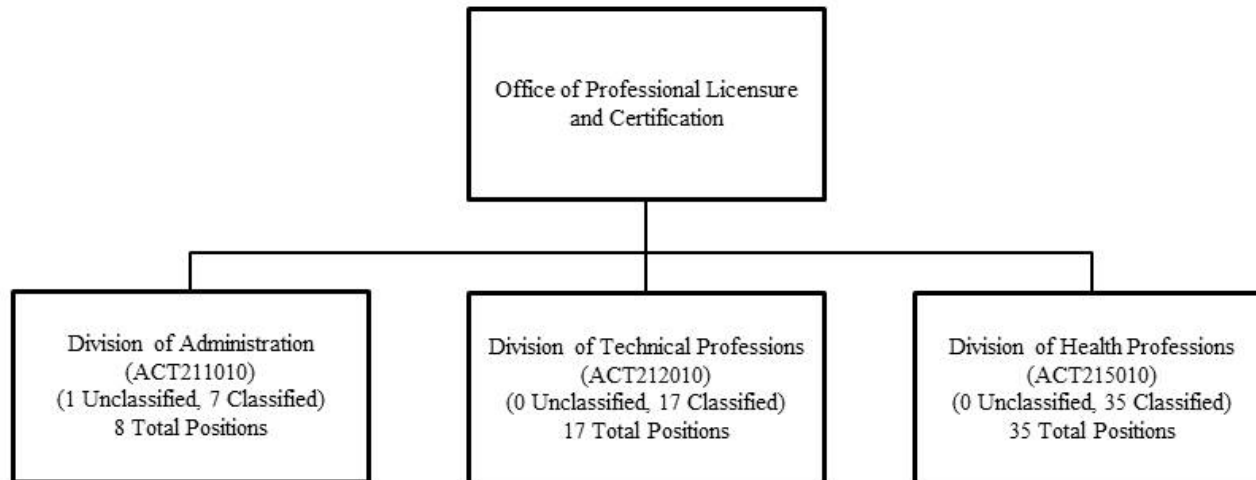 Office of Professional Licensure
and Certification
Division of Administration
(ACT211010)
(1 Unclassified, 7 Classified)
8 Total Positions
Division of Technical Professions
(ACT212010)
(0 Unclassified, 17 Classified)
17 Total Positions
Division of Health Professions
(ACT215010)
(0 Unclassified, 35 Classified)
35 Total Positions